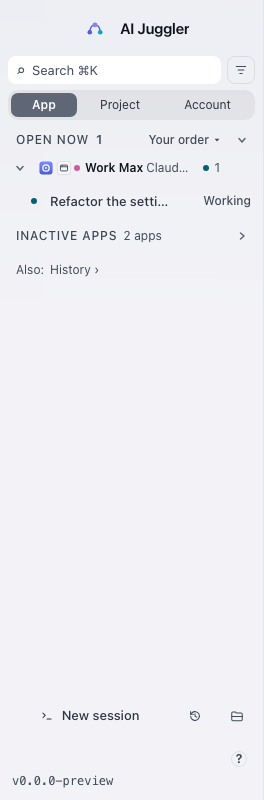 AI Juggler
Search ⌘K
App Project Account
OPEN NOW 1 Your order
Work Max Claud... 1
Refactor the setti... Working
INACTIVE APPS 2 apps
Also: History ›
New session
?
v0.0.0-preview